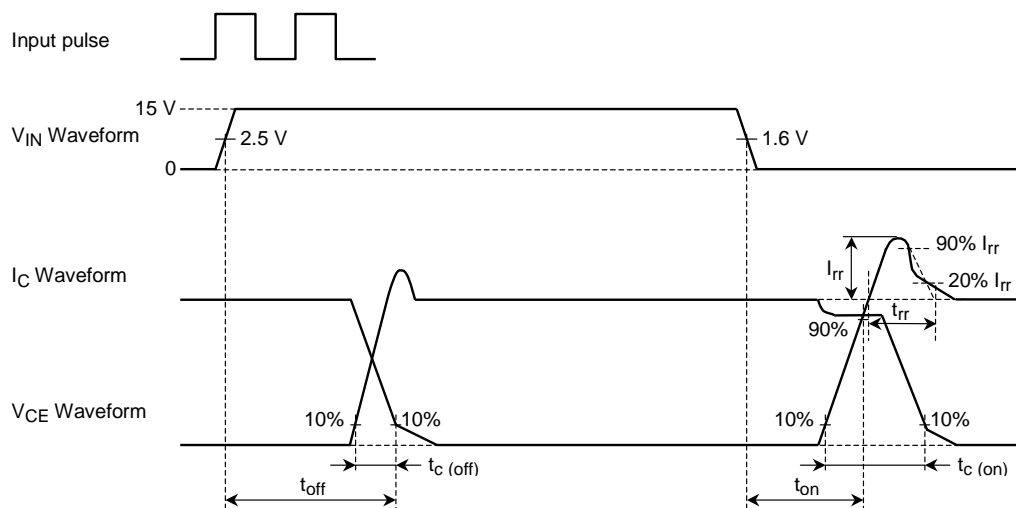 Input pulse
15 V
V_IN Waveform
2.5 V
1.6 V
0
90% I_rr
I_rr
I_C Waveform
20% I_rr
t_rr
90%
V_CE Waveform
10%
10%
10%
10%
t_c (off)
t_c (on)
t_off
t_on